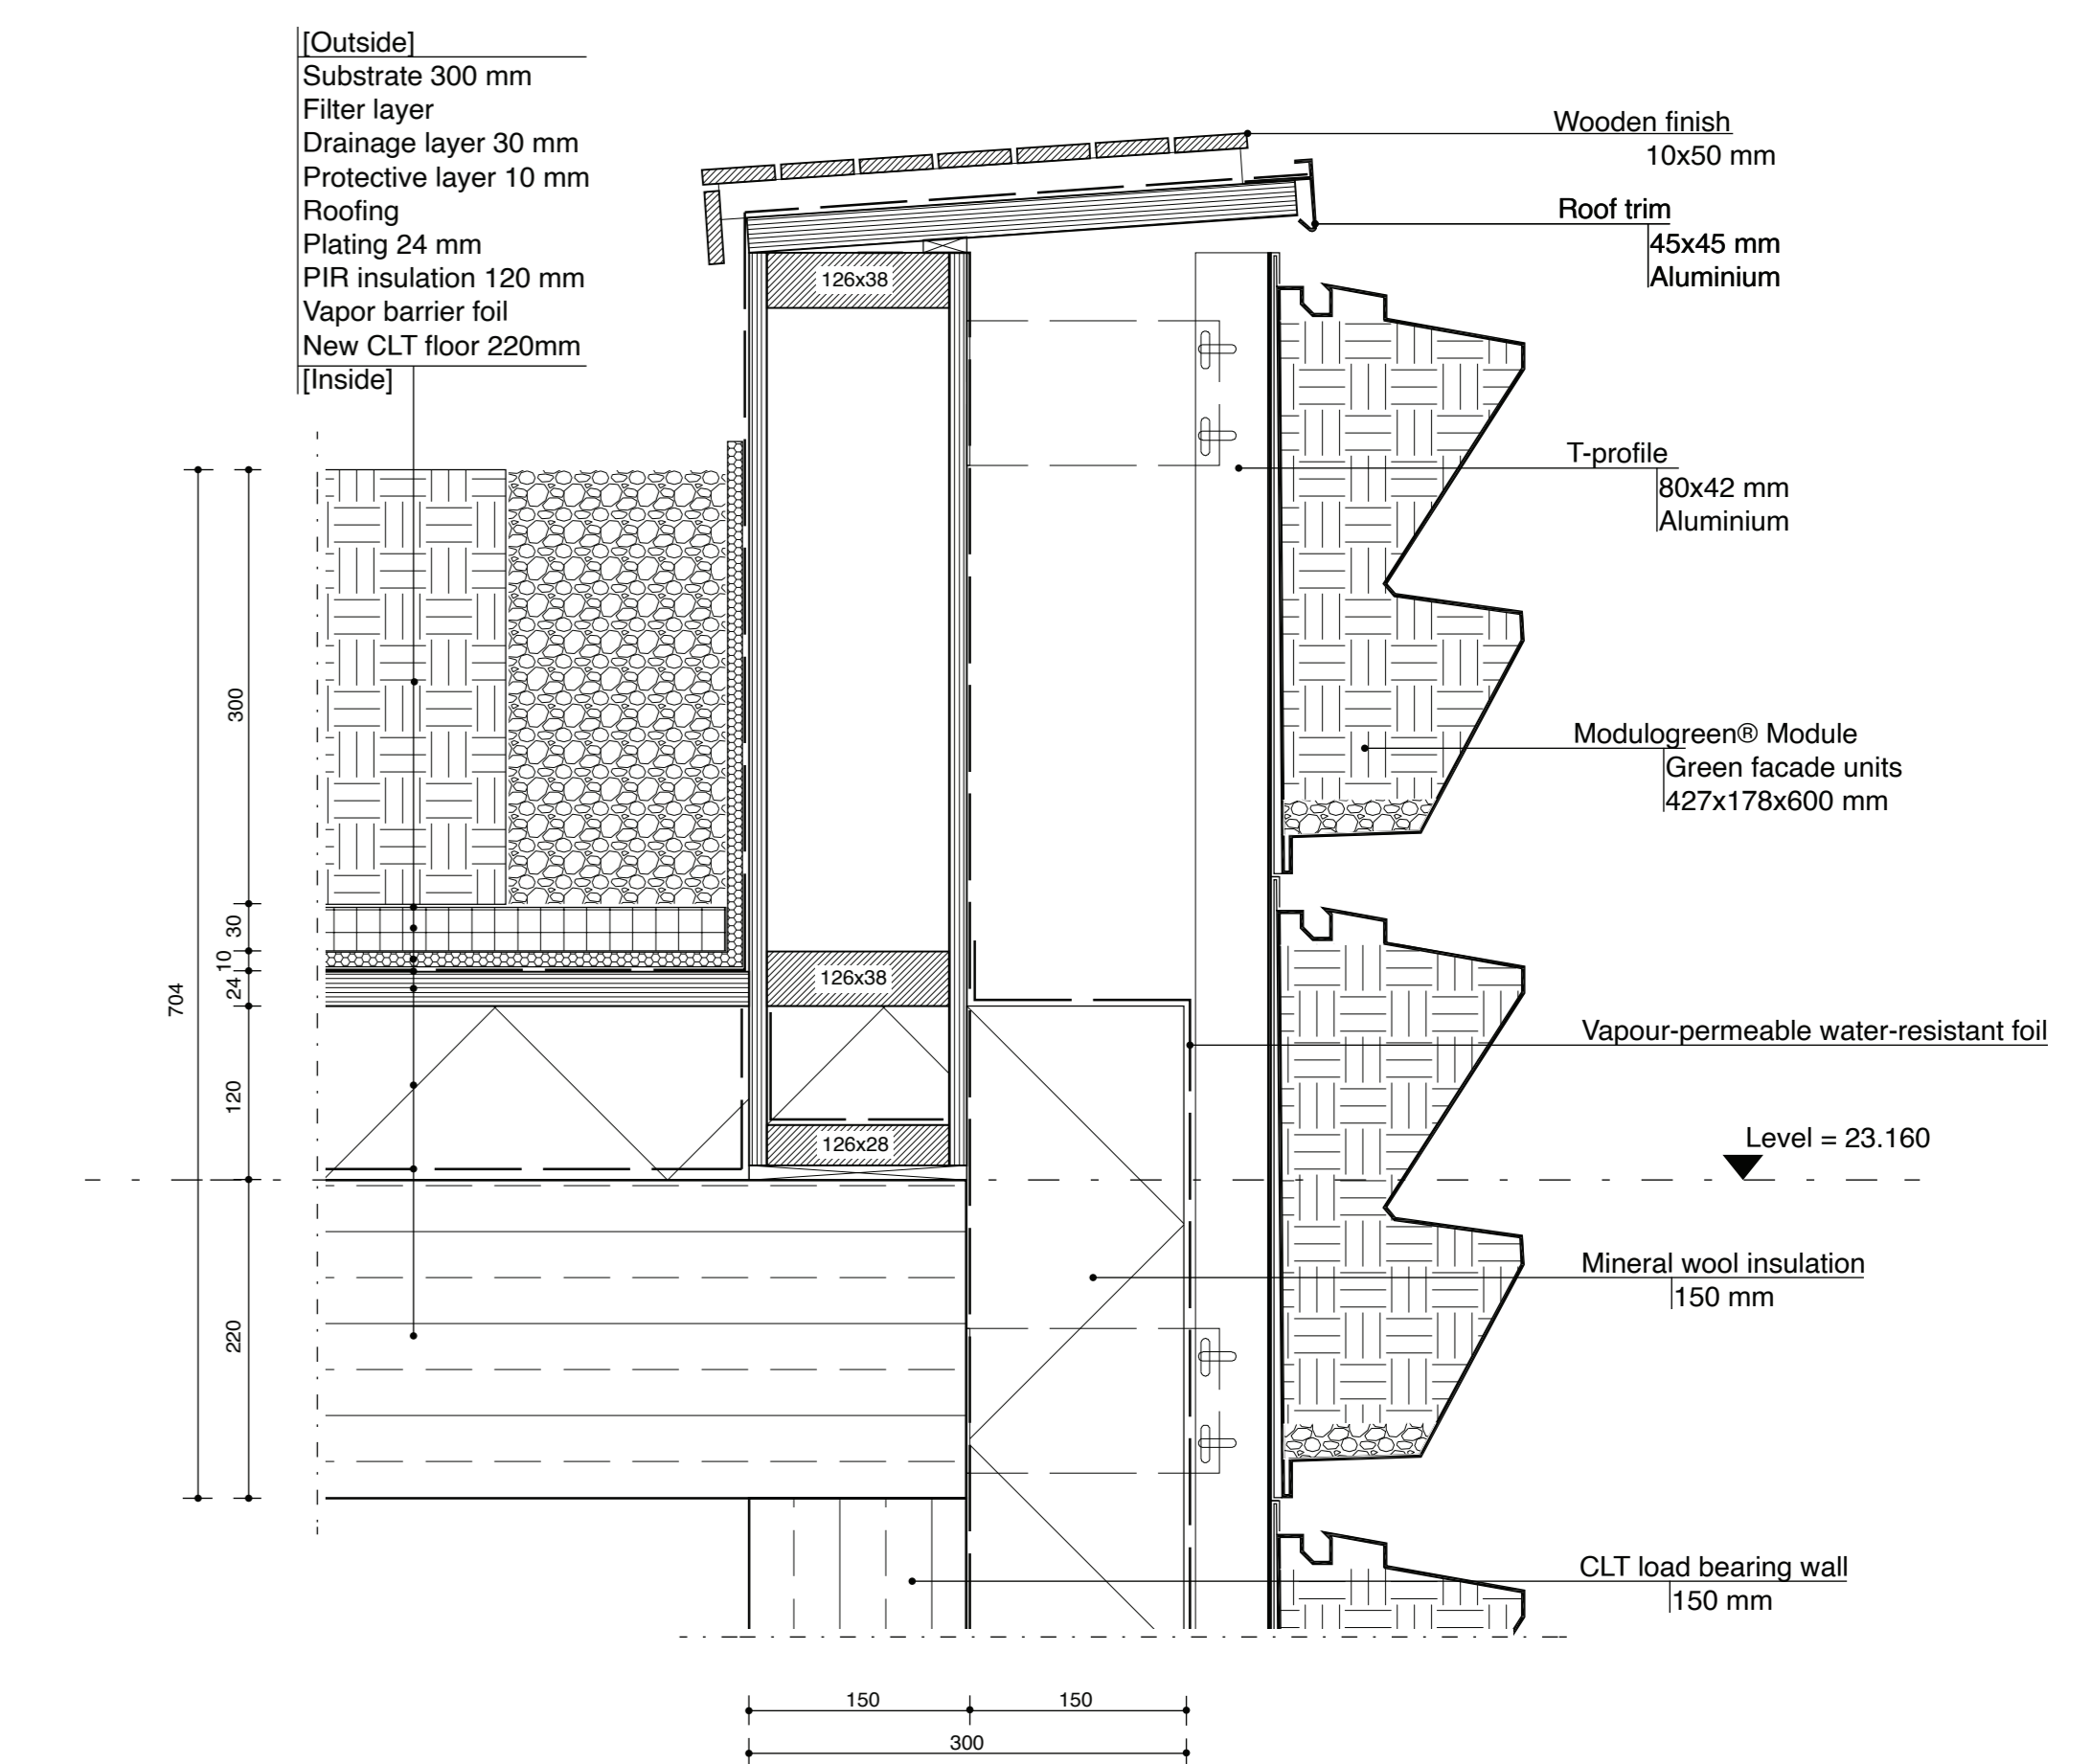 [Outside]
Substrate 300 mm
Filter layer
Drainage layer 30 mm
Protective layer 10 mm
Roofing
Plating 24 mm
PIR insulation 120 mm
Vapor barrier foil
New CLT floor 220mm
[Inside]
Wooden finish
10x50 mm
Roof trim
45x45 mm
Aluminium
126x38
T-profile
80x42 mm
Aluminium
300
Modulogreen® Module
Green facade units
427x178x600 mm
30
10
24
704
126x38
Vapour-permeable water-resistant foil
120
126x28
Level = 23.160
Mineral wool insulation
150 mm
220
CLT load bearing wall
150 mm
150
150
300